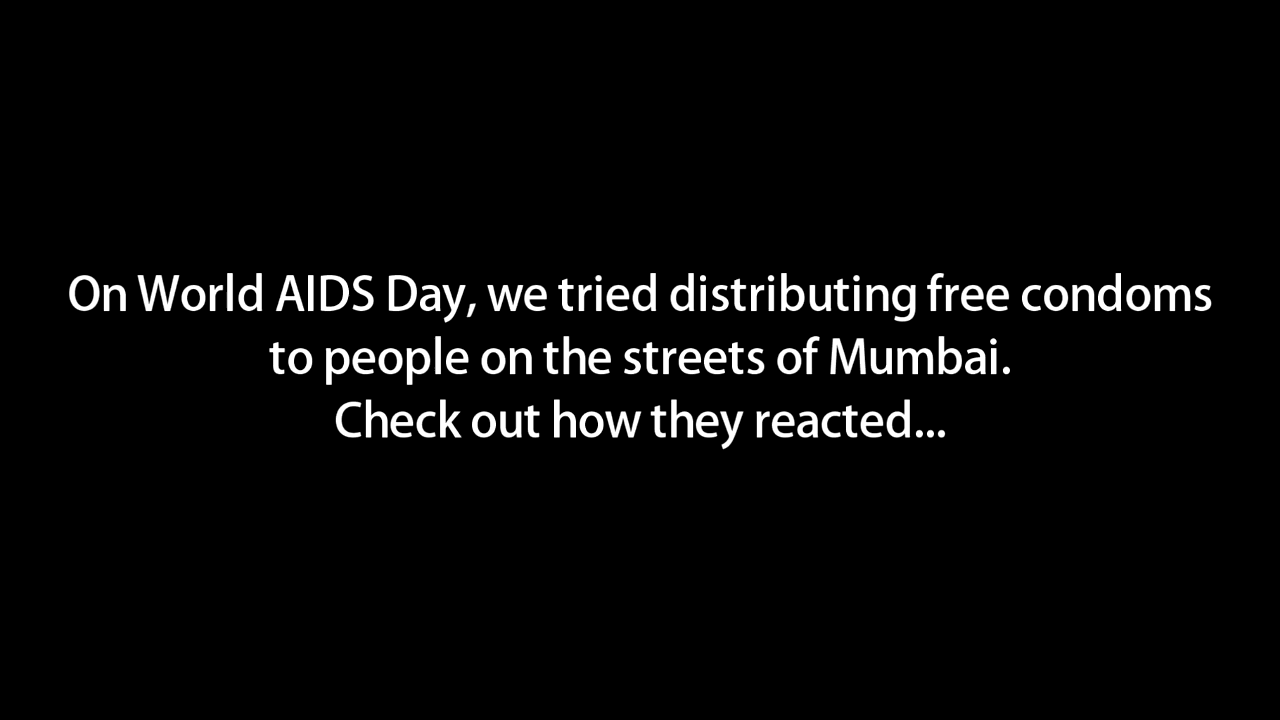 On World AIDS Day, we tried distributing free condoms
to people on the streets of Mumbai.
Check out how they reacted...